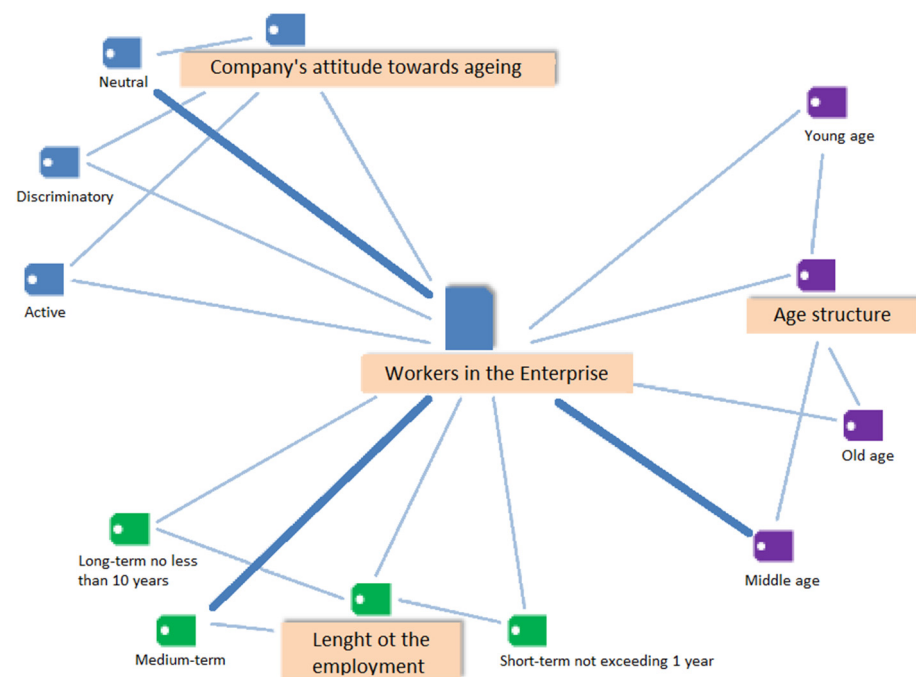 Company's attitude towards ageing
Neutral
Discriminatory
Active
Young age
Age structure
Old age
Middle age
Workers in the Enterprise
Long-term no less
than 10 years
Medium-term
Lenght ot the
employment
Short-term not exceeding 1 year